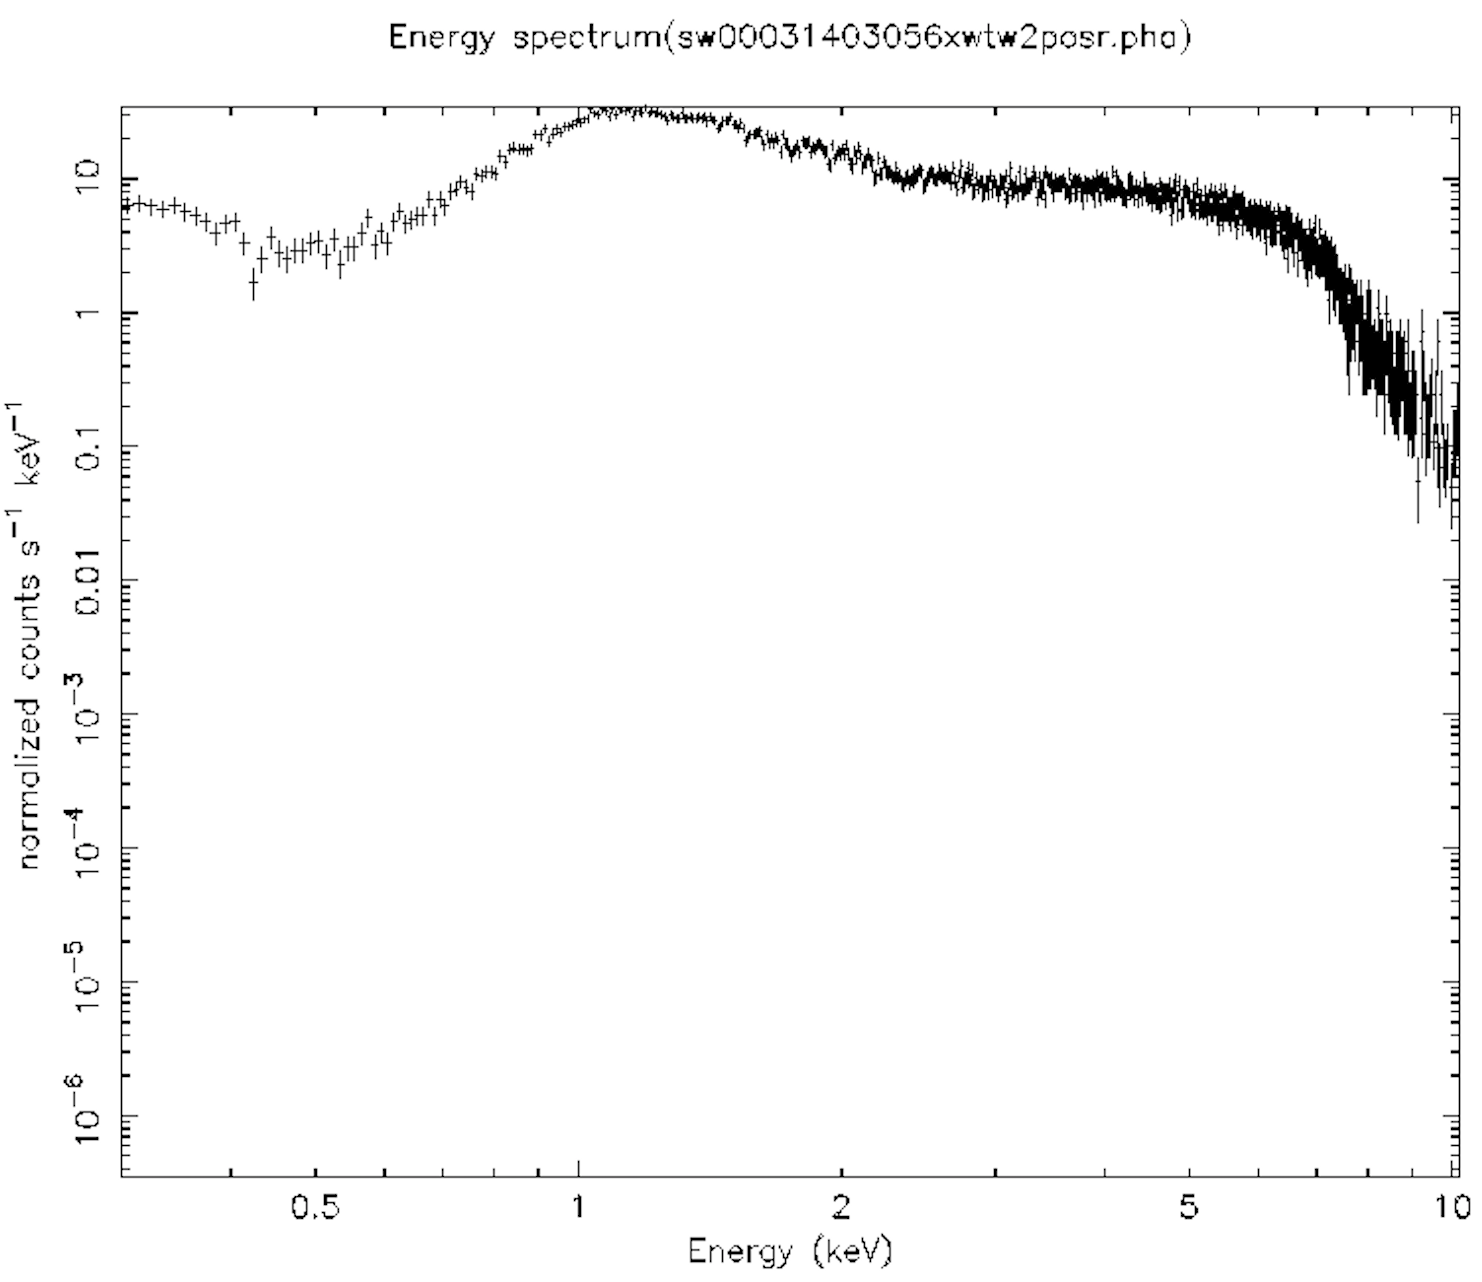 Energy spectrum(sw00031403056xwtw2posr.pha)
10
1
0.1
0.01
10⁻³
10⁻⁴
10⁻⁵
10⁻⁶
normalized counts s⁻¹ keV⁻¹
0.5 1 2 5 10
Energy (keV)